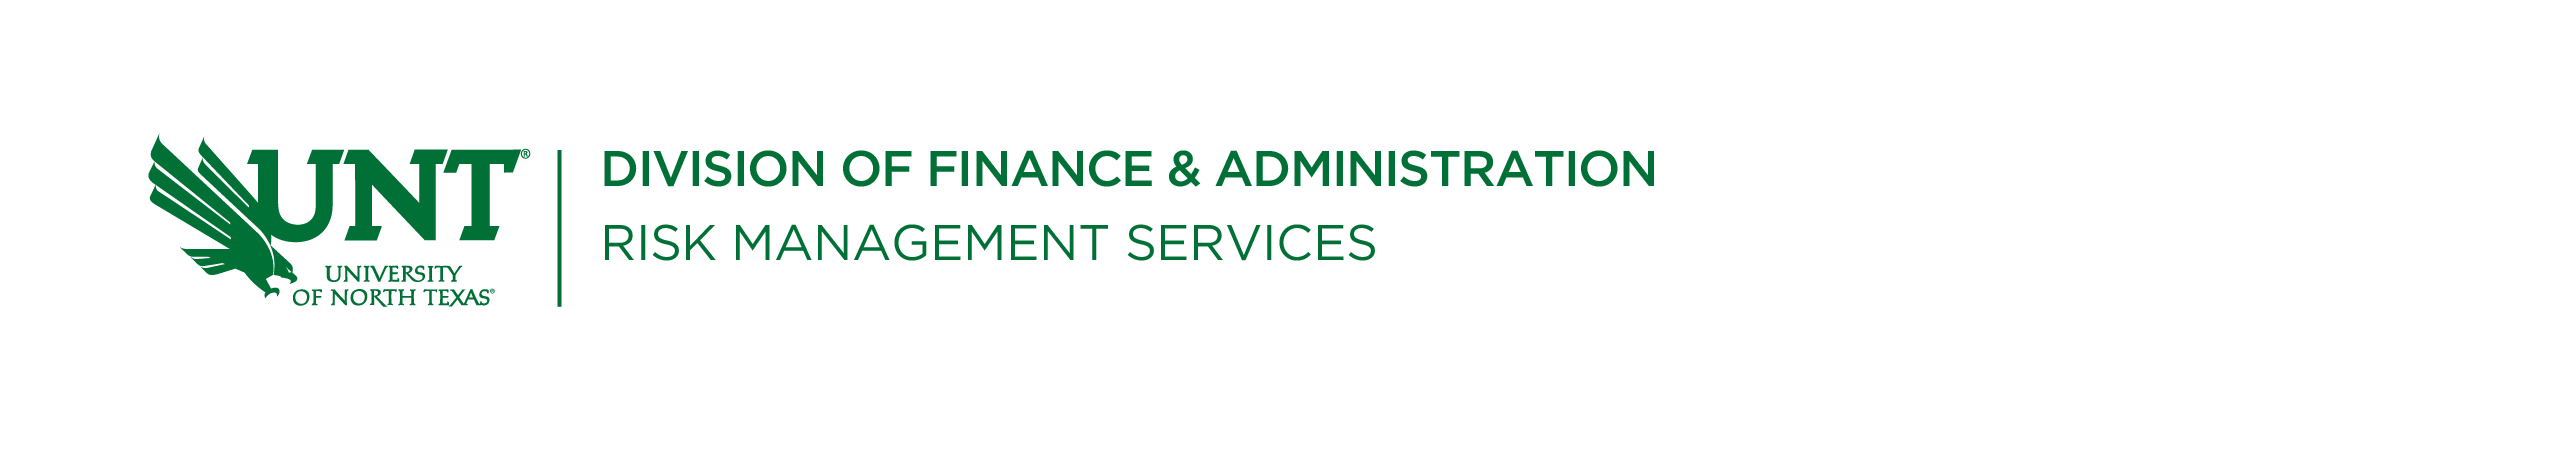 UNT®
UNIVERSITY
OF NORTH TEXAS®
DIVISION OF FINANCE & ADMINISTRATION
RISK MANAGEMENT SERVICES